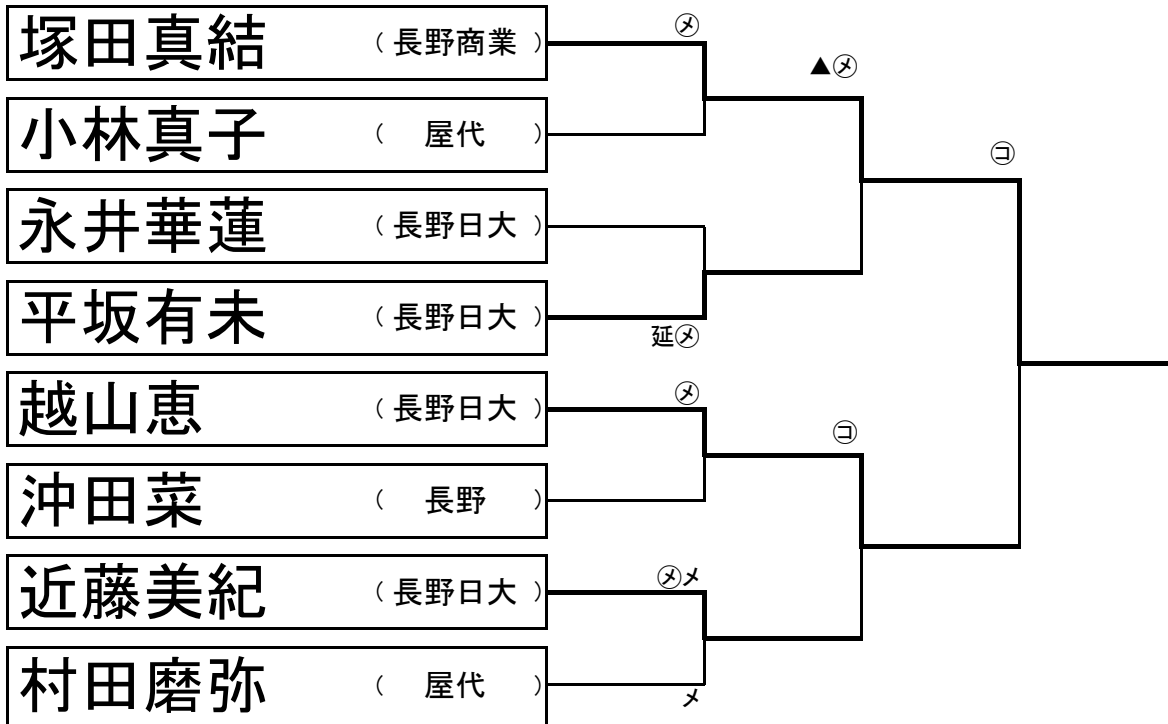 塚田真結 （長野商業） ㋱
▲㋱
小林真子 （ 屋代 ）
㋙
永井華蓮 （長野日大）
平坂有未 （長野日大）
延㋱
越山恵 （長野日大） ㋱
㋙
沖田菜 （ 長野 ）
近藤美紀 （長野日大） ㋱メ
村田磨弥 （ 屋代 ） メ